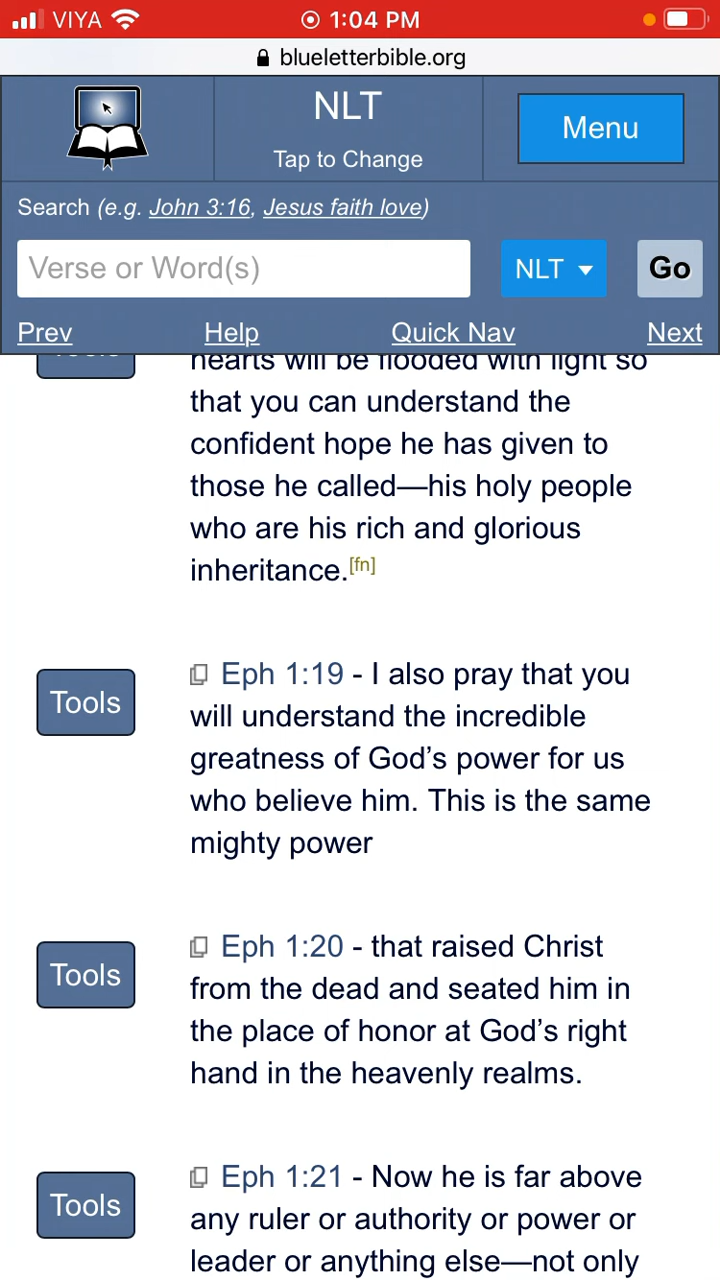 VIYA 1:04 PM
blueletterbible.org
NLT
Tap to Change
Menu
Search (e.g. John 3:16, Jesus faith love)
Verse or Word(s)
NLT
Go
Prev Help Quick Nav Next
Tools
hearts will be flooded with light so
that you can understand the
confident hope he has given to
those he called—his holy people
who are his rich and glorious
inheritance.[fn]
Tools
Eph 1:19 - I also pray that you
will understand the incredible
greatness of God’s power for us
who believe him. This is the same
mighty power
Tools
Eph 1:20 - that raised Christ
from the dead and seated him in
the place of honor at God’s right
hand in the heavenly realms.
Tools
Eph 1:21 - Now he is far above
any ruler or authority or power or
leader or anything else—not only